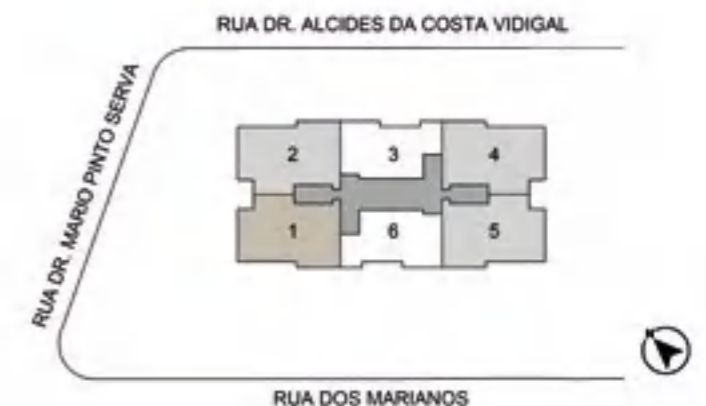 RUA DR. ALCIDES DA COSTA VIDIGAL
RUA DR. MARIO PINTO SERVA
2 3 4
1 6 5
N
RUA DOS MARIANOS